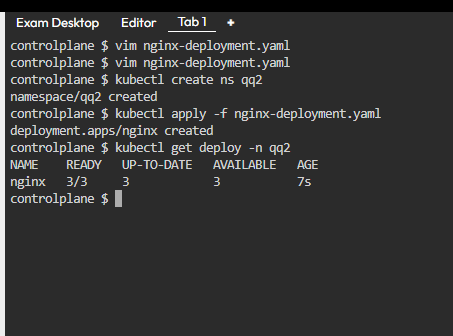 Exam Desktop Editor Tab 1 +
controlplane $ vim nginx-deployment.yaml
controlplane $ vim nginx-deployment.yaml
controlplane $ kubectl create ns qq2
namespace/qq2 created
controlplane $ kubectl apply -f nginx-deployment.yaml
deployment.apps/nginx created
controlplane $ kubectl get deploy -n qq2
NAME READY UP-TO-DATE AVAILABLE AGE
nginx 3/3 3 3 7s
controlplane $